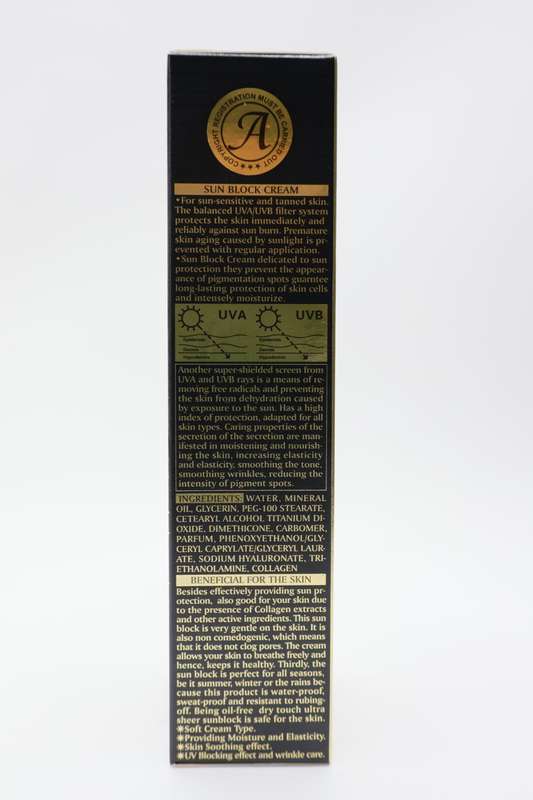 COPYRIGHT REGISTRATION MUST BE CARRIED OUT
A
SUN BLOCK CREAM
*For sun-sensitive and tanned skin.
The balanced UVA/UVB filter system
protects the skin immediately and
reliably against sun burn. Premature
skin aging caused by sunlight is pre-
vented with regular application.
*Sun Block Cream delicated to sun
protection they prevent the appear-
ance of pigmentation spots guarntee
long-lasting protection of skin cells
and intensely moisturize.
UVA UVB
Epidermis Epidermis
Dermis Dermis
Hypodermis Hypodermis
Another super-shielded screen from
UVA and UVB rays is a means of re-
moving free radicals and preventing
the skin from dehydration caused
by exposure to the sun. Has a high
index of protection, adapted for all
skin types. Caring properties of the
secretion of the secretion are man-
ifested in moistening and nourish-
ing the skin, increasing elasticity
and elasticity, smoothing the tone,
smoothing wrinkles, reducing the
intensity of pigment spots.
INGREDIENTS: WATER, MINERAL
OIL, GLYCERIN, PEG-100 STEARATE,
CETEARYL ALCOHOL TITANIUM DI-
OXIDE, DIMETHICONE, CARBOMER,
PARFUM, PHENOXYETHANOL/GLY-
CERYL CAPRYLATE/GLYCERYL LAUR-
ATE, SODIUM HYALURONATE, TRI-
ETHANOLAMINE, COLLAGEN
BENEFICIAL FOR THE SKIN
Besides effectively providing sun pr-
otection, also good for your skin due
to the presence of Collagen extracts
and other active ingredients. This sun
block is very gentle on the skin. It is
also non comedogenic, which means
that it does not clog pores. The cream
allows your skin to breathe freely and
hence, keeps it healthy. Thirdly, the
sun block is perfect for all seasons,
be it summer, winter or the rains be-
cause this product is water-proof,
sweat-proof and resistant to rubing-
off. Being oil-free dry touch ultra
sheer sunblock is safe for the skin.
✷Soft Cream Type.
✷Providing Moisture and Elasticity.
✷Skin Soothing effect.
✷UV Blocking effect and wrinkle care.